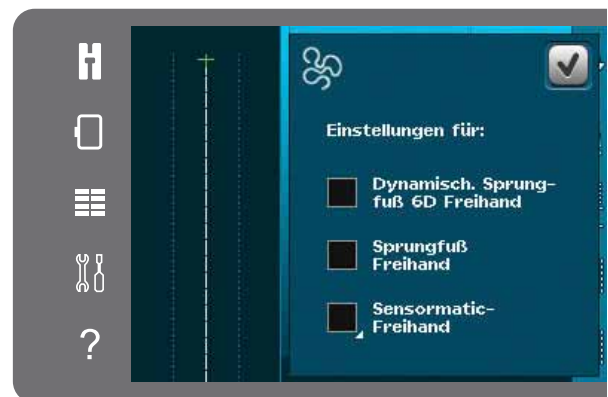 Einstellungen für:
Dynamisch. Sprung-
fuß 6D Freihand
Sprungfuß
Freihand
Sensormatic-
Freihand
?